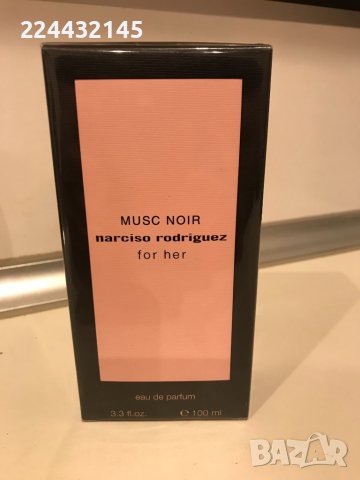 224432145
MUSC NOIR
narciso rodriguez
for her
eau de parfum
3.3 fl.oz. ℮ 100 ml
BAZAR